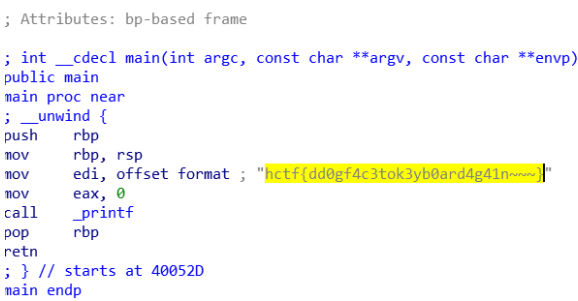 ; Attributes: bp-based frame
; int __cdecl main(int argc, const char **argv, const char **envp)
public main
main proc near
; __unwind {
push rbp
mov rbp, rsp
mov edi, offset format ; "hctf{dd0gf4c3tok3yb0ard4g41n~~~}"
mov eax, 0
call _printf
pop rbp
retn
; } // starts at 40052D
main endp